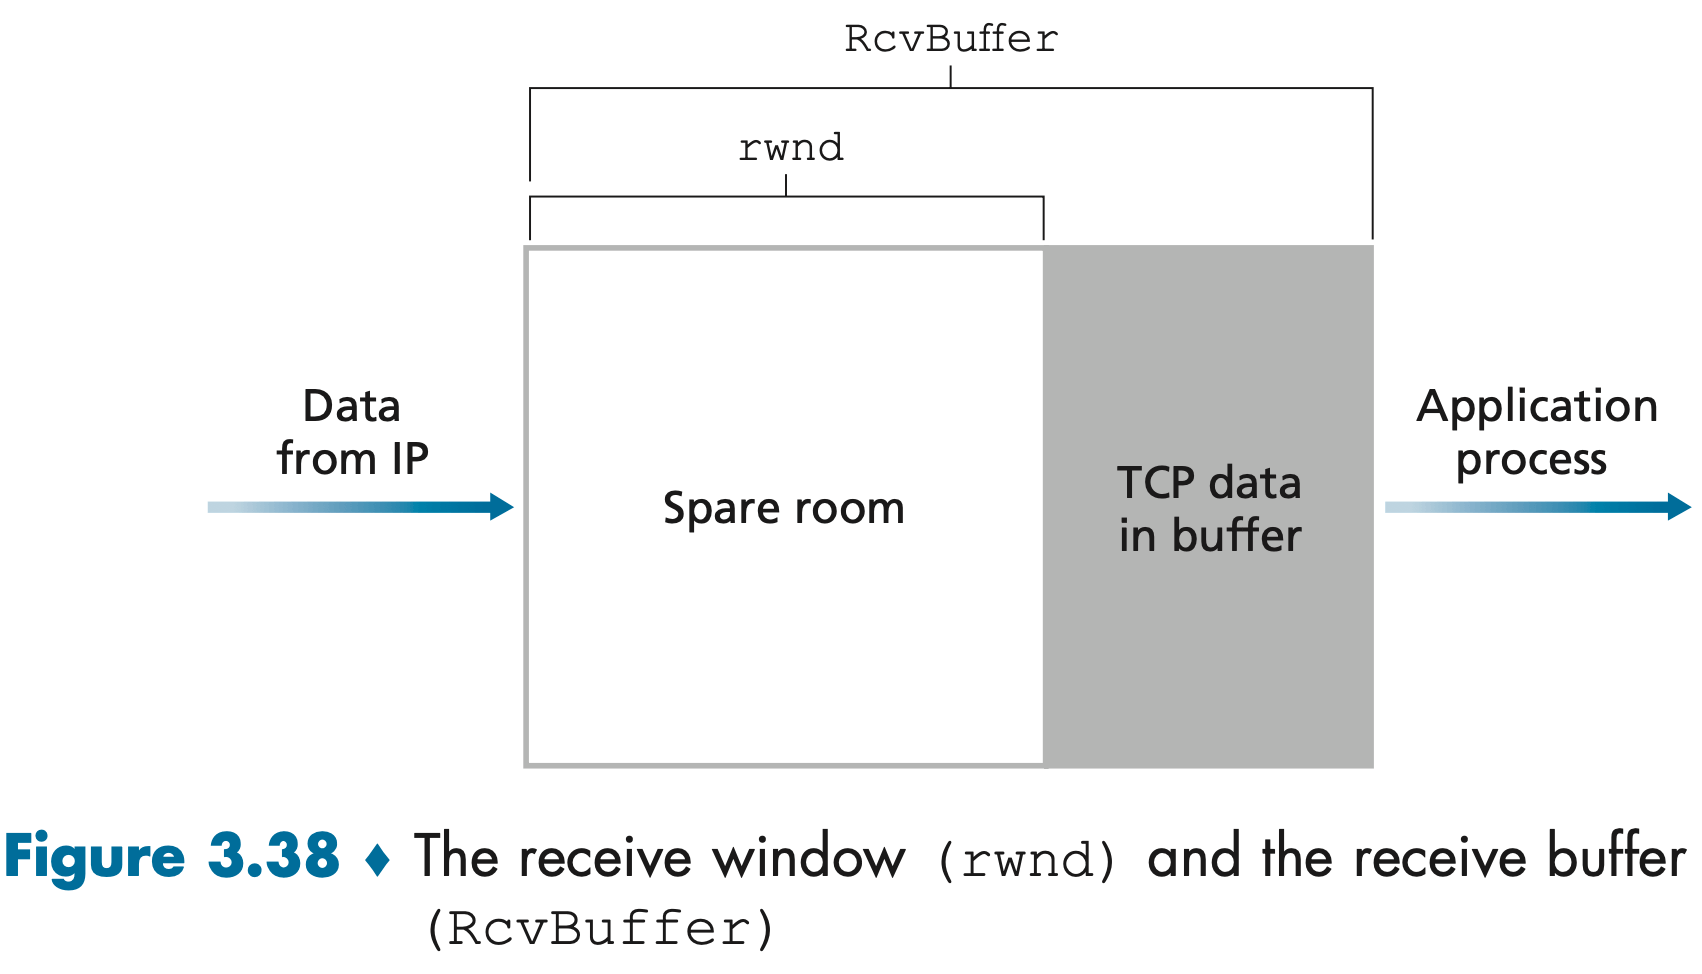 RcvBuffer
rwnd
Data
from IP
Spare room
TCP data
in buffer
Application
process
Figure 3.38 ♦ The receive window (rwnd) and the receive buffer
(RcvBuffer)